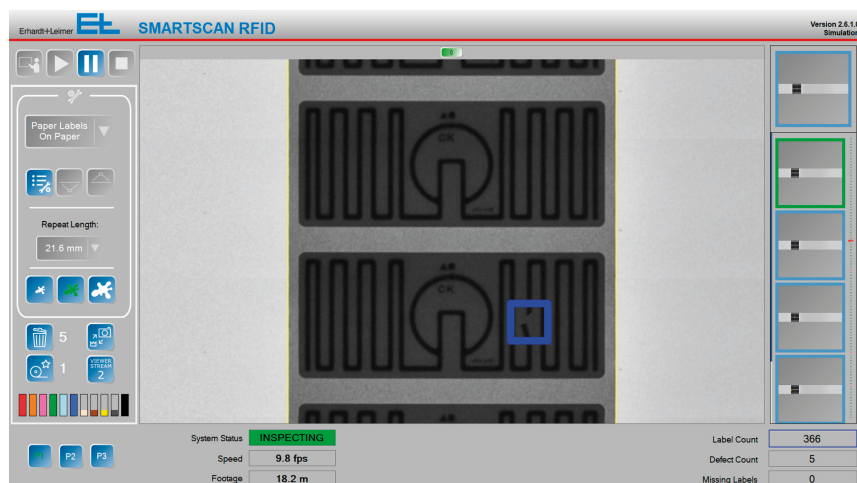 Erhardt+Leimer
SMARTSCAN RFID
Version 2.6.1.
Simulation
0
Paper Labels
On Paper
Repeat Length:
21.6 mm
5
1
VIEWER
STREAM
2
P2
P3
CK
CK
System Status
INSPECTING
Speed
9.8 fps
Footage
18.2 m
Label Count
366
Defect Count
5
Missing Labels
0